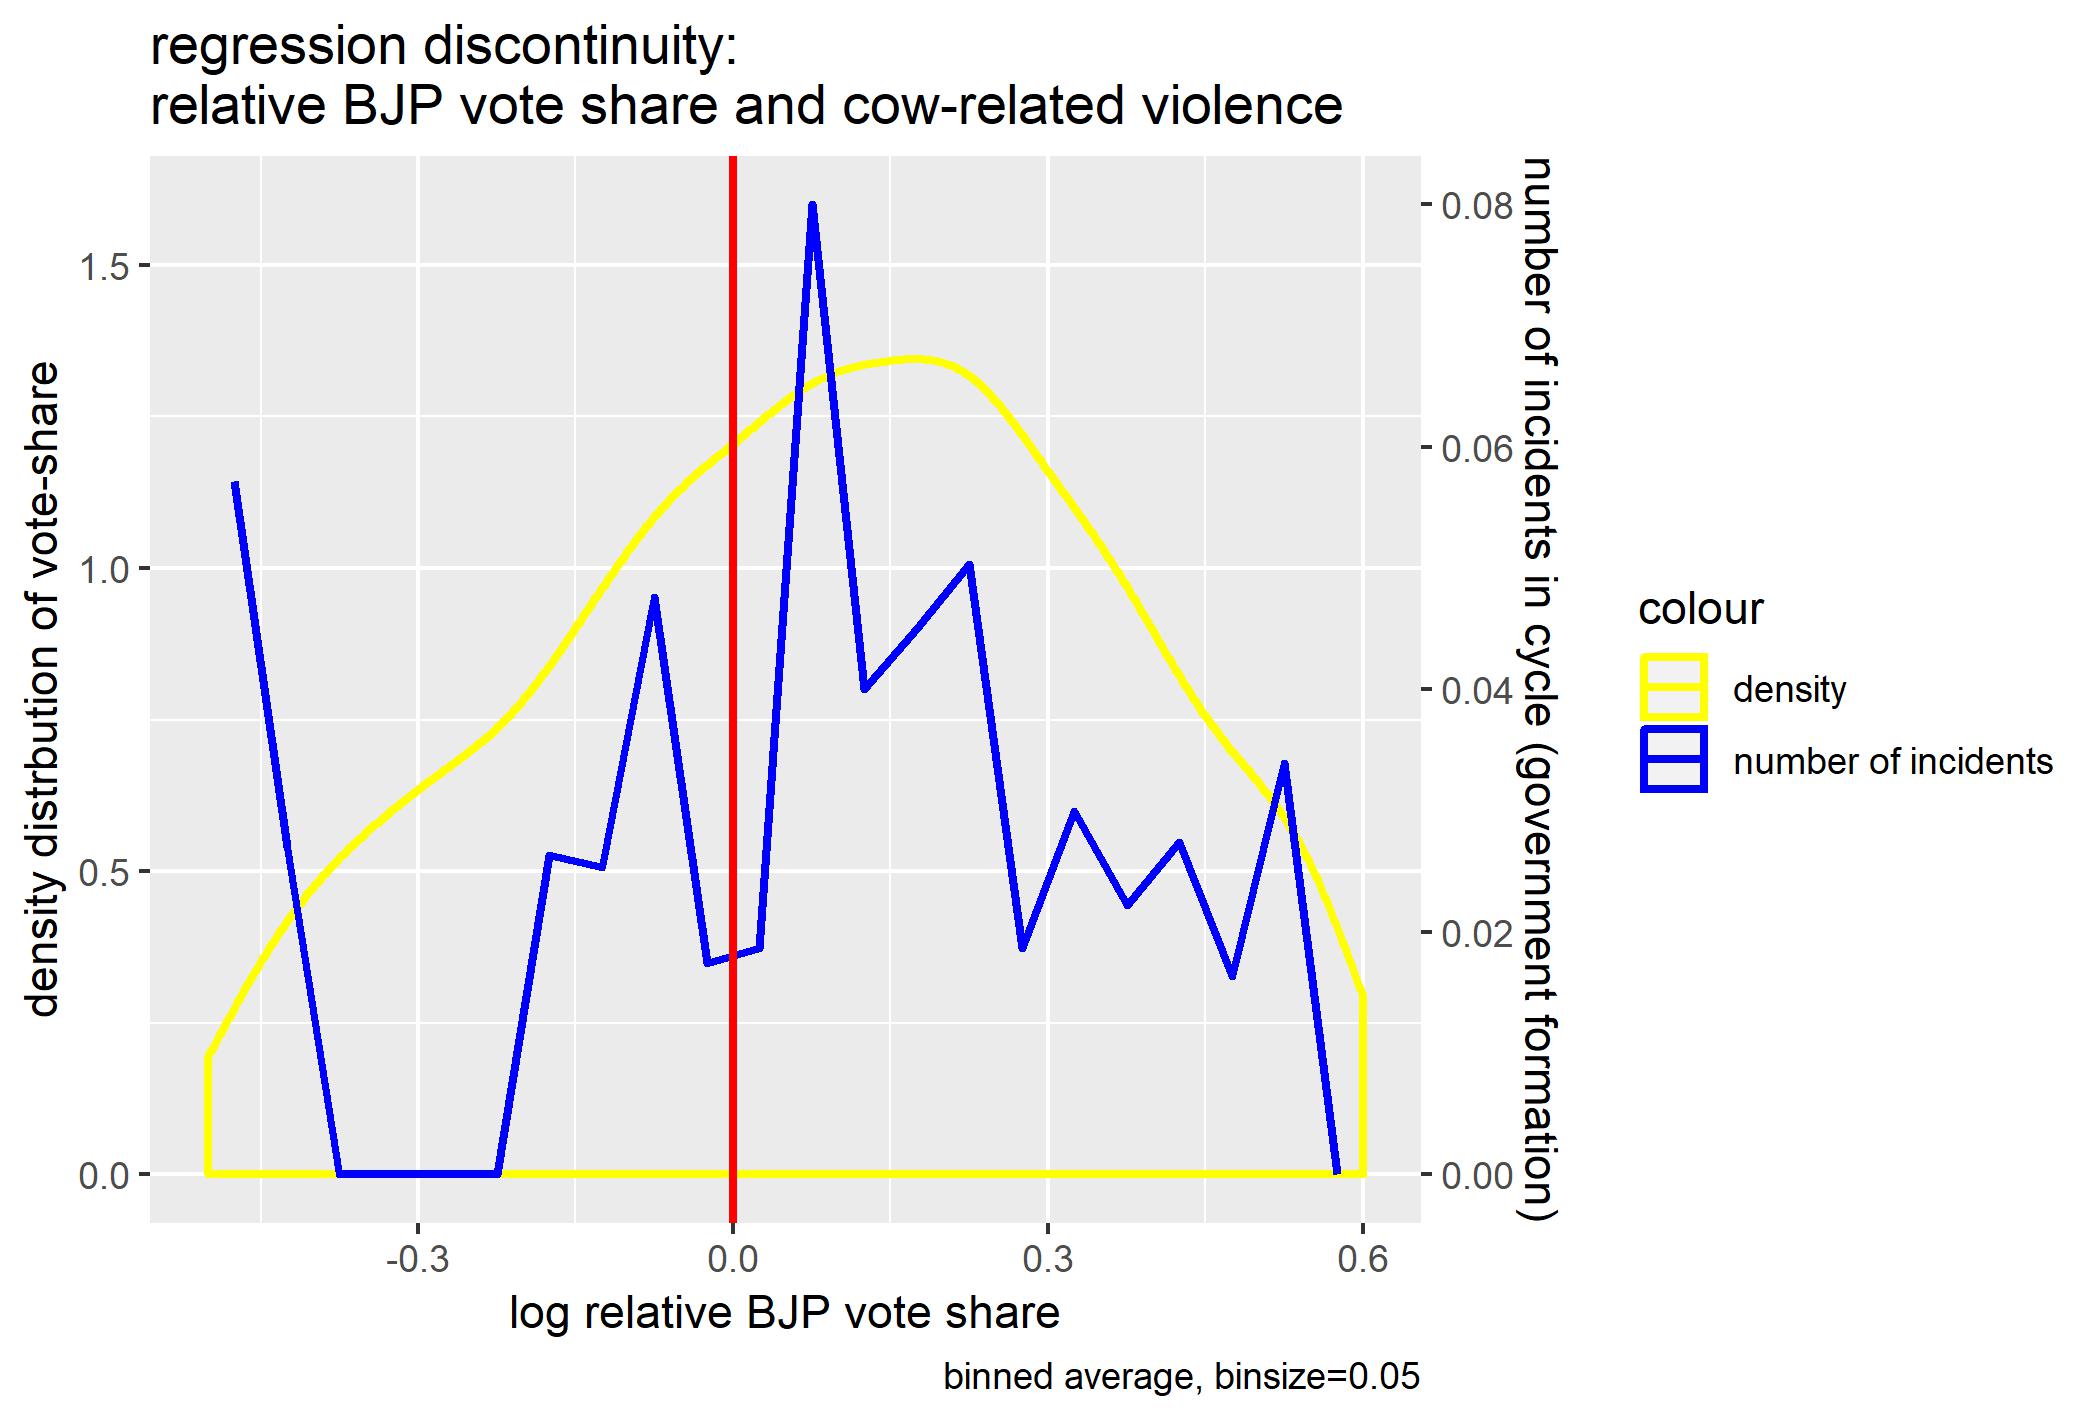 regression discontinuity:
relative BJP vote share and cow-related violence
density distrbution of vote-share
1.5
1.0
0.5
0.0
-0.3
0.0
0.3
0.6
log relative BJP vote share
0.08
0.06
0.04
0.02
0.00
number of incidents in cycle (government formation)
colour
density
number of incidents
binned average, binsize=0.05